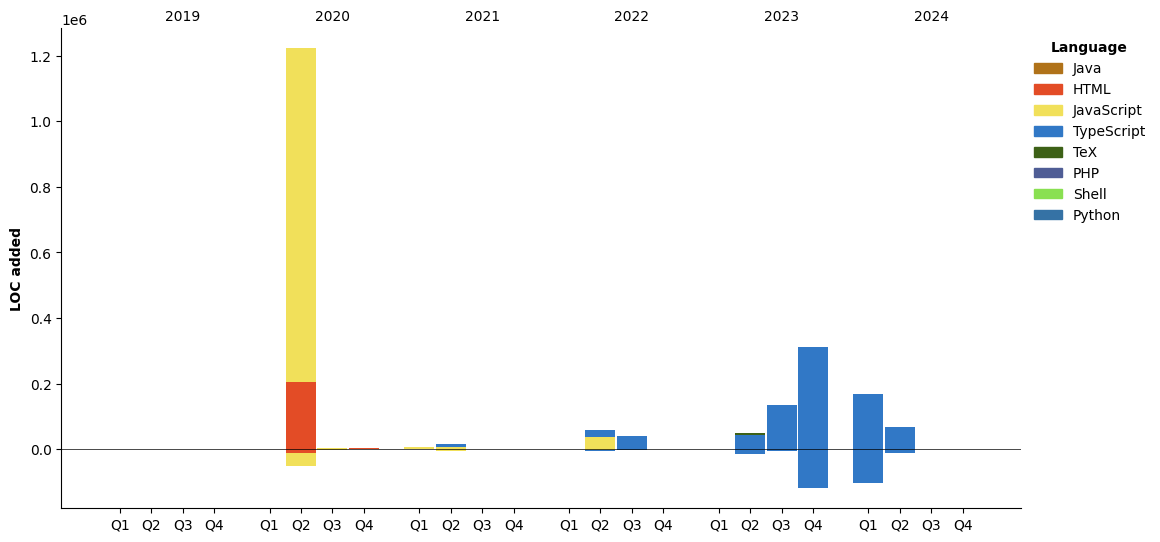 1e6
2019 2020 2021 2022 2023 2024
Language
Java
HTML
JavaScript
TypeScript
TeX
PHP
Shell
Python
LOC added
1.2
1.0
0.8
0.6
0.4
0.2
0.0
Q1 Q2 Q3 Q4 Q1 Q2 Q3 Q4 Q1 Q2 Q3 Q4 Q1 Q2 Q3 Q4 Q1 Q2 Q3 Q4 Q1 Q2 Q3 Q4